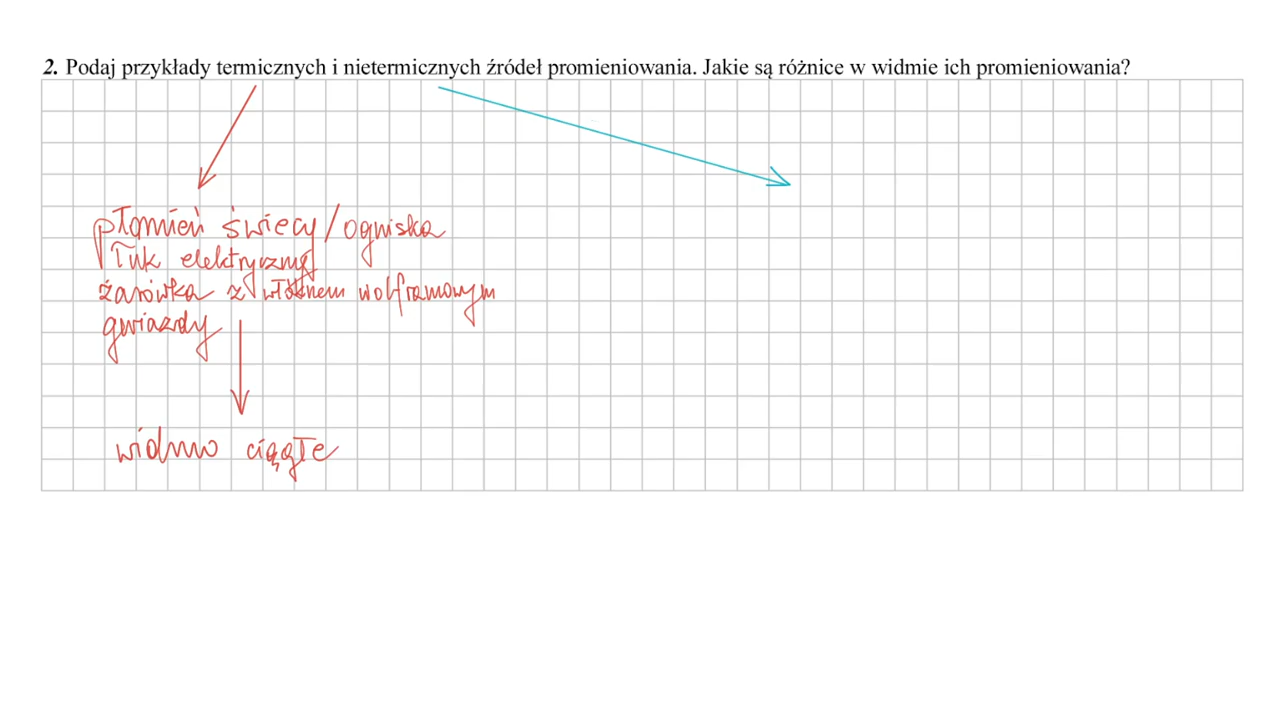 2. Podaj przykłady termicznych i nietermicznych źródeł promieniowania. Jakie są różnice w widmie ich promieniowania?
płomień świecy/ogniska
łuk elektryczny
żarówka z włóknem wolframowym
gwiazdy
widmo ciągłe